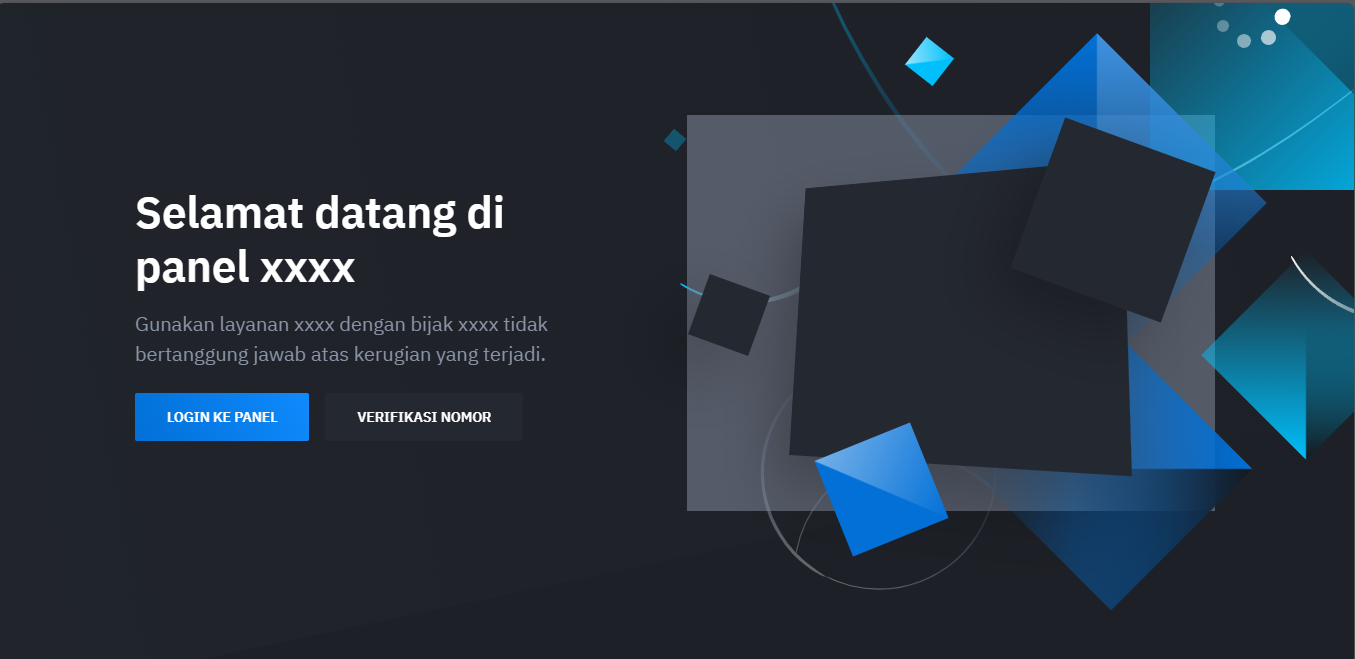 Selamat datang di
panel xxxx
Gunakan layanan xxxx dengan bijak xxxx tidak
bertanggung jawab atas kerugian yang terjadi.
LOGIN KE PANEL
VERIFIKASI NOMOR